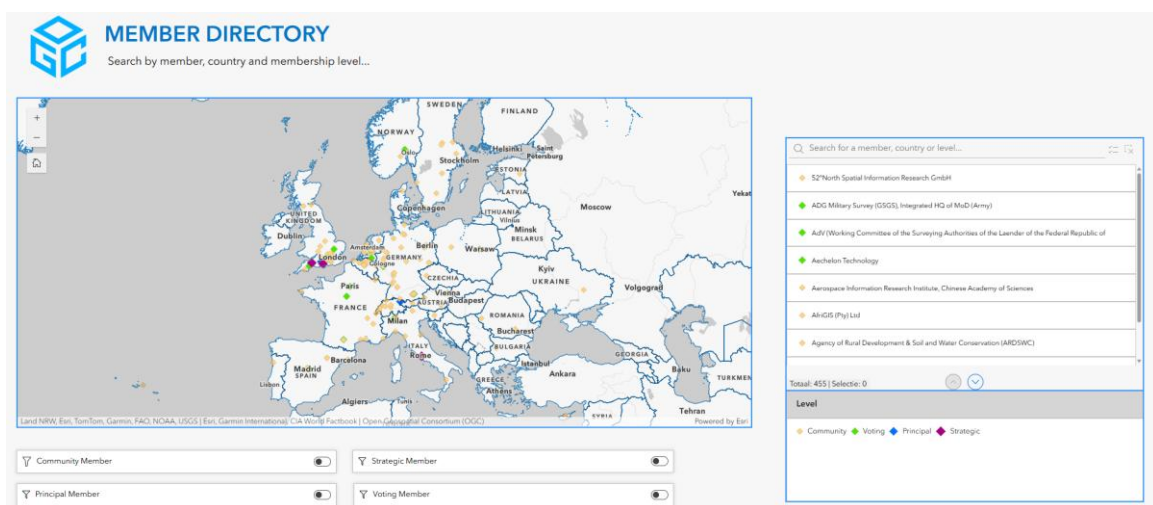 OGC
MEMBER DIRECTORY
Search by member, country and membership level...
+
−
SWEDEN
FINLAND
NORWAY
Oslo
Helsinki
Saint Petersburg
Stockholm
ESTONIA
LATVIA
Yekat
Copenhagen
LITHUANIA
Moscow
UNITED KINGDOM
Vilnius
Minsk
Dublin
BELARUS
Amsterdam
Berlin
Warsaw
London
GERMANY
Cologne
Kyiv
Paris
CZECHIA
UKRAINE
Volgograd
Vienna
FRANCE
AUSTRIA
Budapest
ROMANIA
Milan
Bucharest
ITALY
BULGARIA
Barcelona
Rome
GEORGIA
Madrid
Istanbul
SPAIN
Ankara
Baku
TURKMEN
Lisbon
GREECE
Athens
Algiers
Tunis
SYRIA
Tehran
Land NRW, Esri, TomTom, Garmin, FAO, NOAA, USGS | Esri, Garmin International, CIA World Factbook | Open Geospatial Consortium (OGC)
Powered by Esri
Search for a member, country or level...
52°North Spatial Information Research GmbH
ADG Military Survey (GSGS), Integrated HQ of MoD (Army)
AdV (Working Committee of the Surveying Authorities of the Laender of the Federal Republic of
Aechelon Technology
Aerospace Information Research Institute, Chinese Academy of Sciences
AfriGIS (Pty) Ltd
Agency of Rural Development & Soil and Water Conservation (ARDSWC)
Totaal: 455 | Selectie: 0
Level
Community Voting Principal Strategic
Community Member
Strategic Member
Principal Member
Voting Member